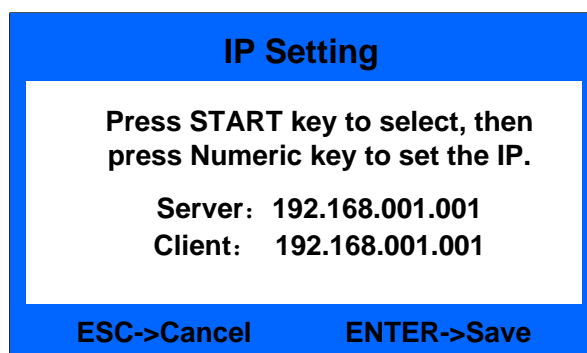 IP Setting
Press START key to select, then
press Numeric key to set the IP.
Server：192.168.001.001
Client： 192.168.001.001
ESC->Cancel ENTER->Save